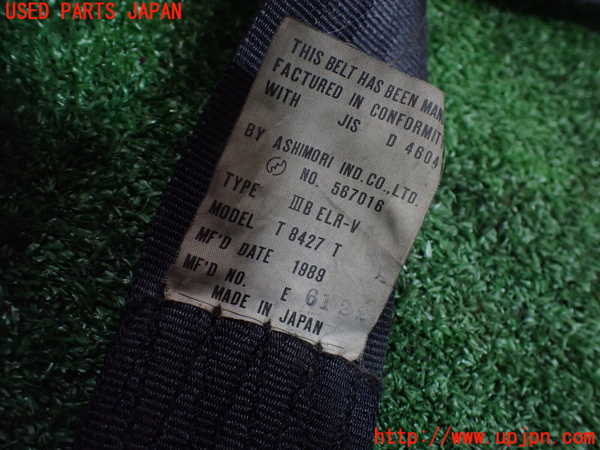 USED PARTS JAPAN
THIS BELT HAS BEEN MAN
FACTURED IN CONFORMIT
WITH JIS D 4604
BY ASHIMORI IND.CO.,LTD.
NO. 587016
TYPE IIIB ELR-V
MODEL T 8427 T
MF'D DATE 1989
MF'D NO. E
MADE IN JAPAN
http://www-upjpn-com/